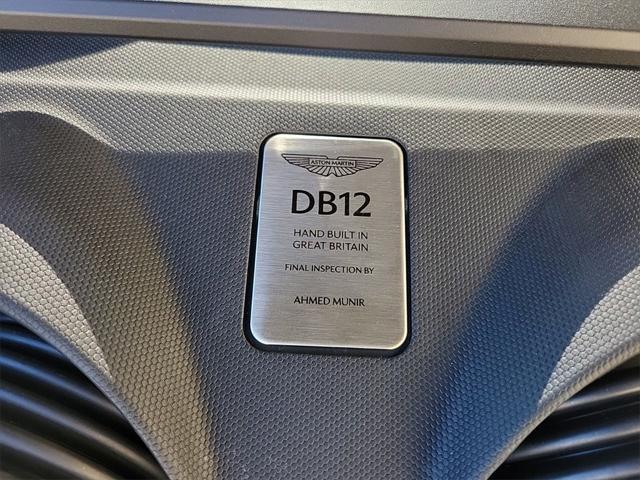 ASTON MARTIN
DB12
HAND BUILT IN
GREAT BRITAIN
FINAL INSPECTION BY
AHMED MUNIR